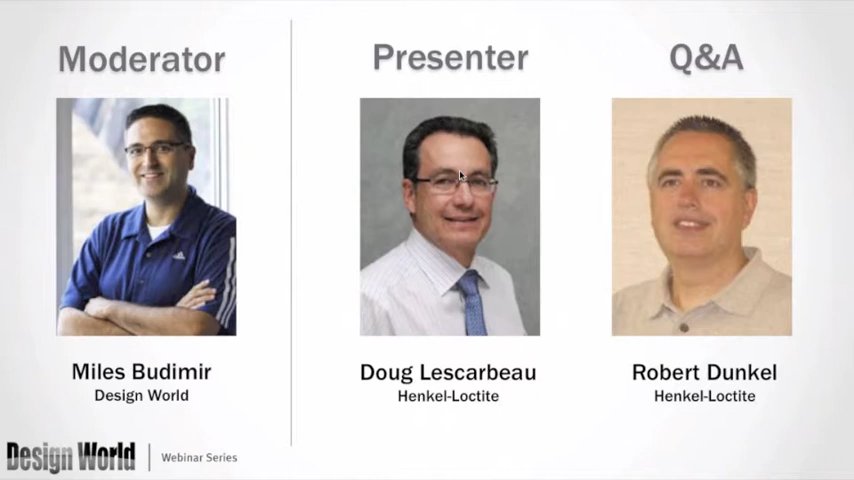 Moderator
Miles Budimir
Design World
Presenter
Doug Lescarbeau
Henkel-Loctite
Q&A
Robert Dunkel
Henkel-Loctite
Design World
Webinar Series